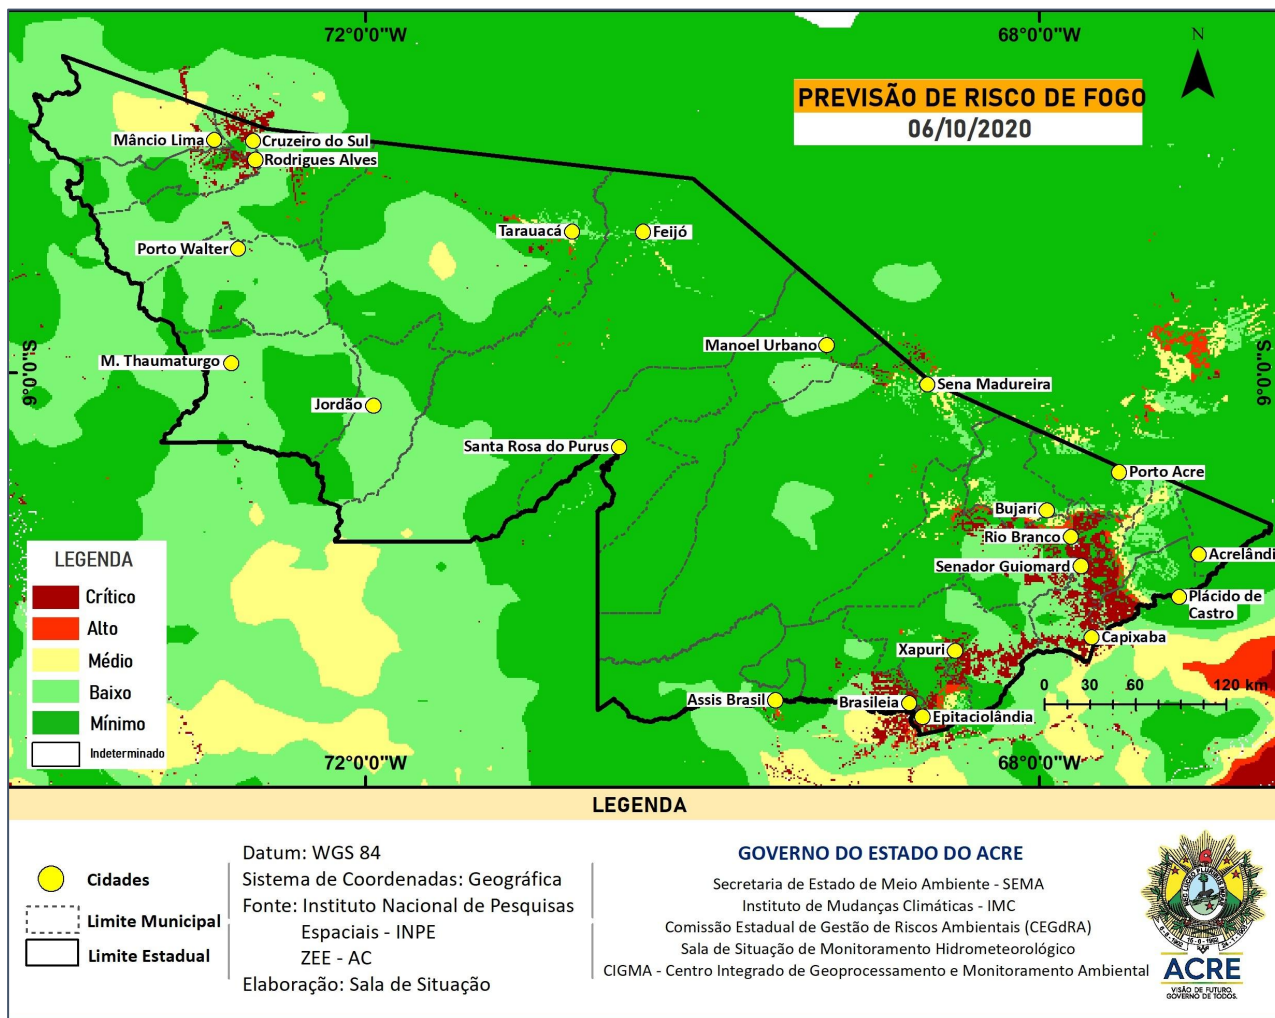 72°0'0"W
68°0'0"W
N
PREVISÃO DE RISCO DE FOGO
06/10/2020
Mâncio Lima
Cruzeiro do Sul
Rodrigues Alves
Porto Walter
Tarauacá
Feijó
M. Thaumaturgo
Manoel Urbano
9°0'0"S
9°0'0"S
Jordão
Sena Madureira
Santa Rosa do Purus
Porto Acre
Bujari
Rio Branco
Acrelândi
Senador Guiomard
Plácido de
Castro
Capixaba
Xapuri
Assis Brasil
Brasileia
Epitaciolândia
0 30 60 120 km
LEGENDA
Crítico
Alto
Médio
Baixo
Mínimo
Indeterminado
72°0'0"W
68°0'0"W
LEGENDA
Cidades
Limite Municipal
Limite Estadual
Datum: WGS 84
Sistema de Coordenadas: Geográfica
Fonte: Instituto Nacional de Pesquisas
Espaciais - INPE
ZEE - AC
Elaboração: Sala de Situação
GOVERNO DO ESTADO DO ACRE
Secretaria de Estado de Meio Ambiente - SEMA
Instituto de Mudanças Climáticas - IMC
Comissão Estadual de Gestão de Riscos Ambientais (CEGdRA)
Sala de Situação de Monitoramento Hidrometeorológico
CIGMA - Centro Integrado de Geoprocessamento e Monitoramento Ambiental
ACRE
VISÃO DE FUTURO.
GOVERNO DE TODOS.